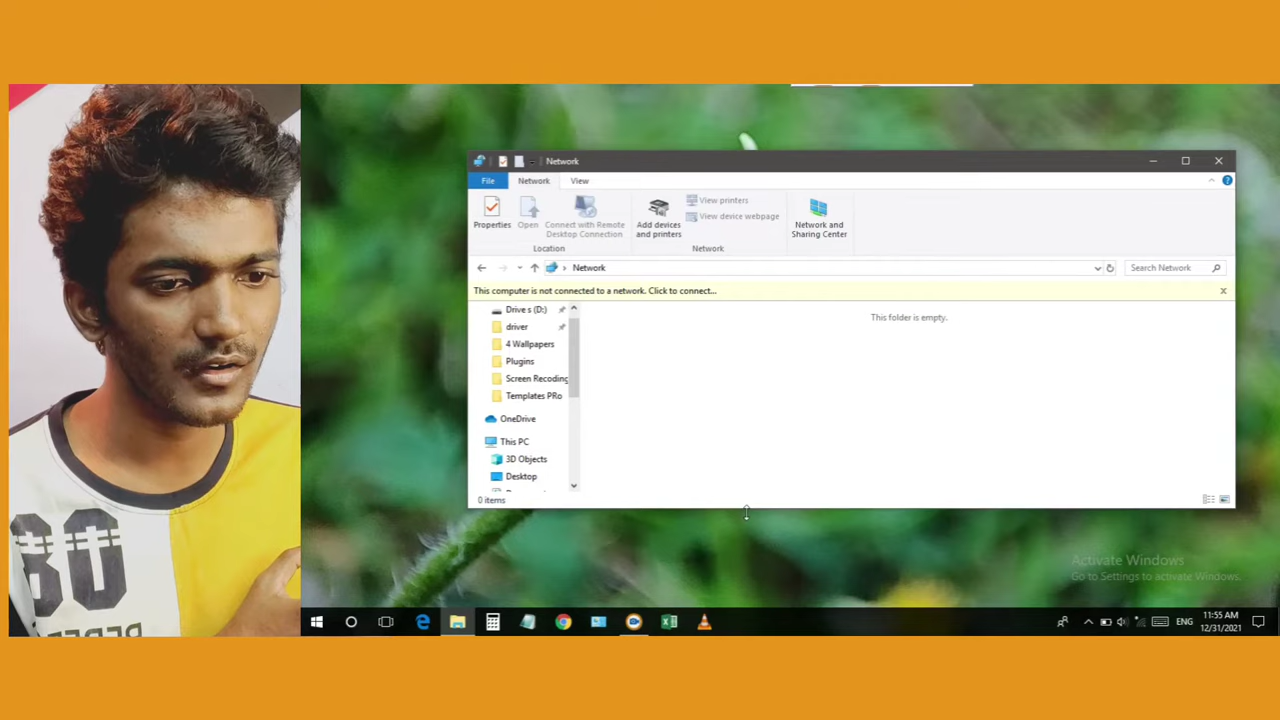 Network
File
Network
View
Properties
Open
Connect with Remote
Desktop Connection
Add devices
and printers
View printers
View device webpage
Network and
Sharing Center
Location
Network
Network
Search Network
This computer is not connected to a network. Click to connect...
Drive s (D:)
driver
4 Wallpapers
Plugins
Screen Recoding
Templates PRo
OneDrive
This PC
3D Objects
Desktop
This folder is empty.
0 items
80
Activate Windows
Go to Settings to activate Windows.
ENG
11:55 AM
12/31/2021